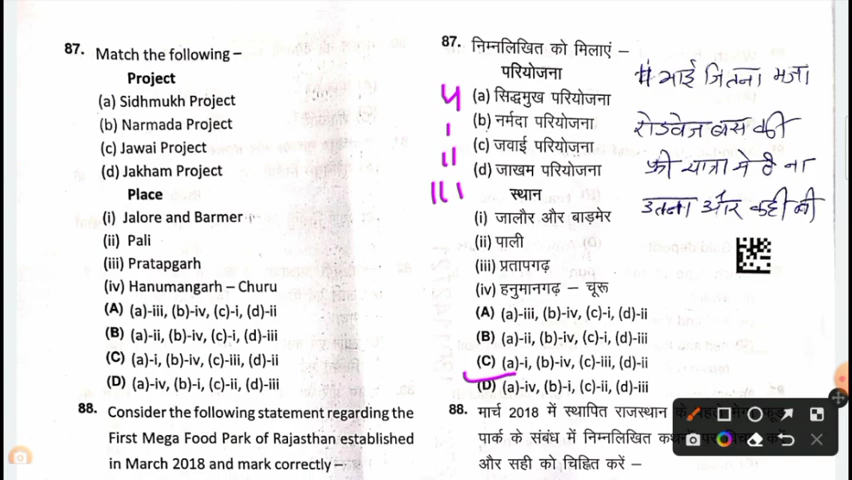 87. Match the following –
Project
(a) Sidhmukh Project
(b) Narmada Project
(c) Jawai Project
(d) Jakham Project
Place
(i) Jalore and Barmer
(ii) Pali
(iii) Pratapgarh
(iv) Hanumangarh – Churu
(A) (a)-iii, (b)-iv, (c)-i, (d)-ii
(B) (a)-ii, (b)-iv, (c)-i, (d)-iii
(C) (a)-i, (b)-iv, (c)-iii, (d)-ii
(D) (a)-iv, (b)-i, (c)-ii, (d)-iii
88. Consider the following statement regarding the
First Mega Food Park of Rajasthan established
in March 2018 and mark correctly –
87. निम्नलिखित को मिलाएं –
परियोजना
(a) सिद्धमुख परियोजना
(b) नर्मदा परियोजना
(c) जवाई परियोजना
(d) जाखम परियोजना
स्थान
(i) जालौर और बाड़मेर
(ii) पाली
(iii) प्रतापगढ़
(iv) हनुमानगढ़ – चूरू
(A) (a)-iii, (b)-iv, (c)-i, (d)-ii
(B) (a)-ii, (b)-iv, (c)-i, (d)-iii
(C) (a)-i, (b)-iv, (c)-iii, (d)-ii
(D) (a)-iv, (b)-i, (c)-ii, (d)-iii
88. मार्च 2018 में स्थापित राजस्थान के
पार्क के संबंध में निम्नलिखित
और सही को चिह्नित करें –
# भाई जितना मजा
रोडवेज बस की
फ्री यात्रा में है ना
उतना और कही नी